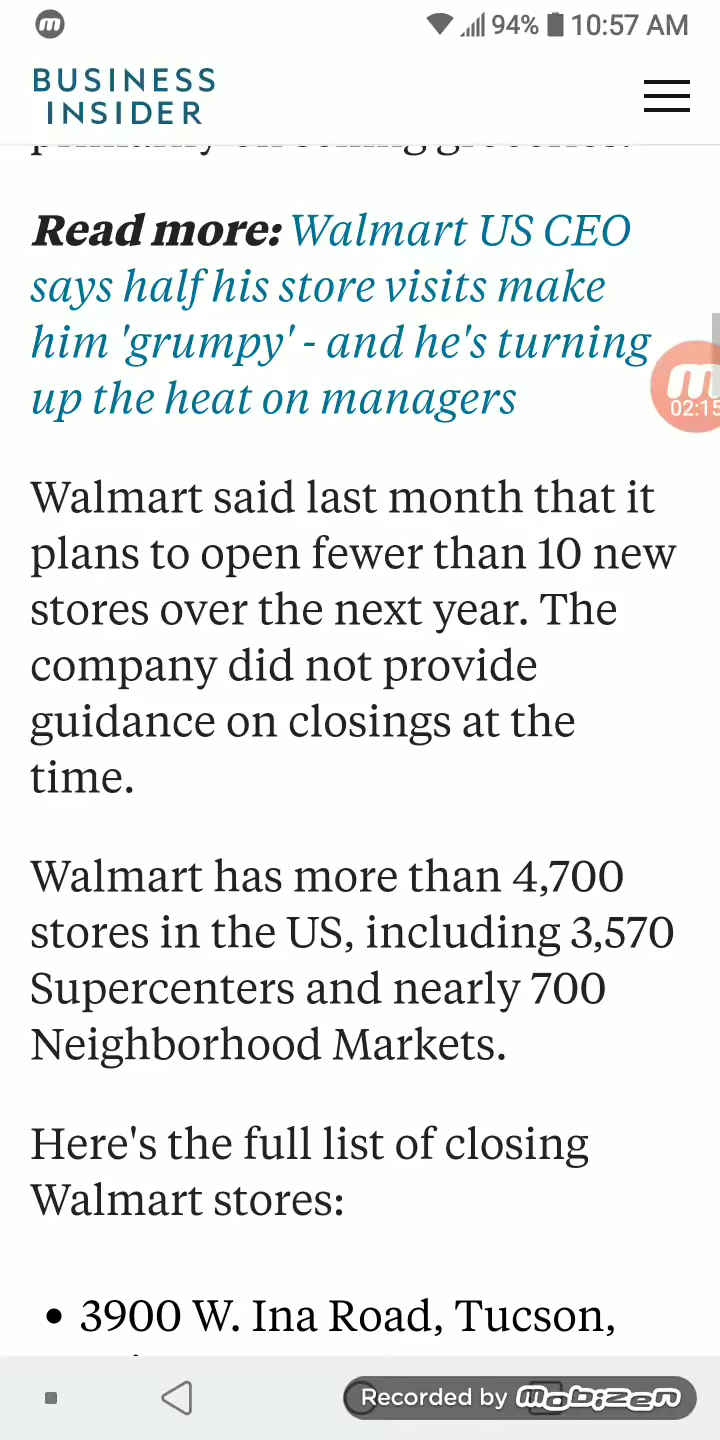 m 94% 10:57 AM
BUSINESS
INSIDER
Read more: Walmart US CEO
says half his store visits make
him 'grumpy' - and he's turning
up the heat on managers
m
02:15
Walmart said last month that it
plans to open fewer than 10 new
stores over the next year. The
company did not provide
guidance on closings at the
time.
Walmart has more than 4,700
stores in the US, including 3,570
Supercenters and nearly 700
Neighborhood Markets.
Here's the full list of closing
Walmart stores:
• 3900 W. Ina Road, Tucson,
Recorded by mobizen